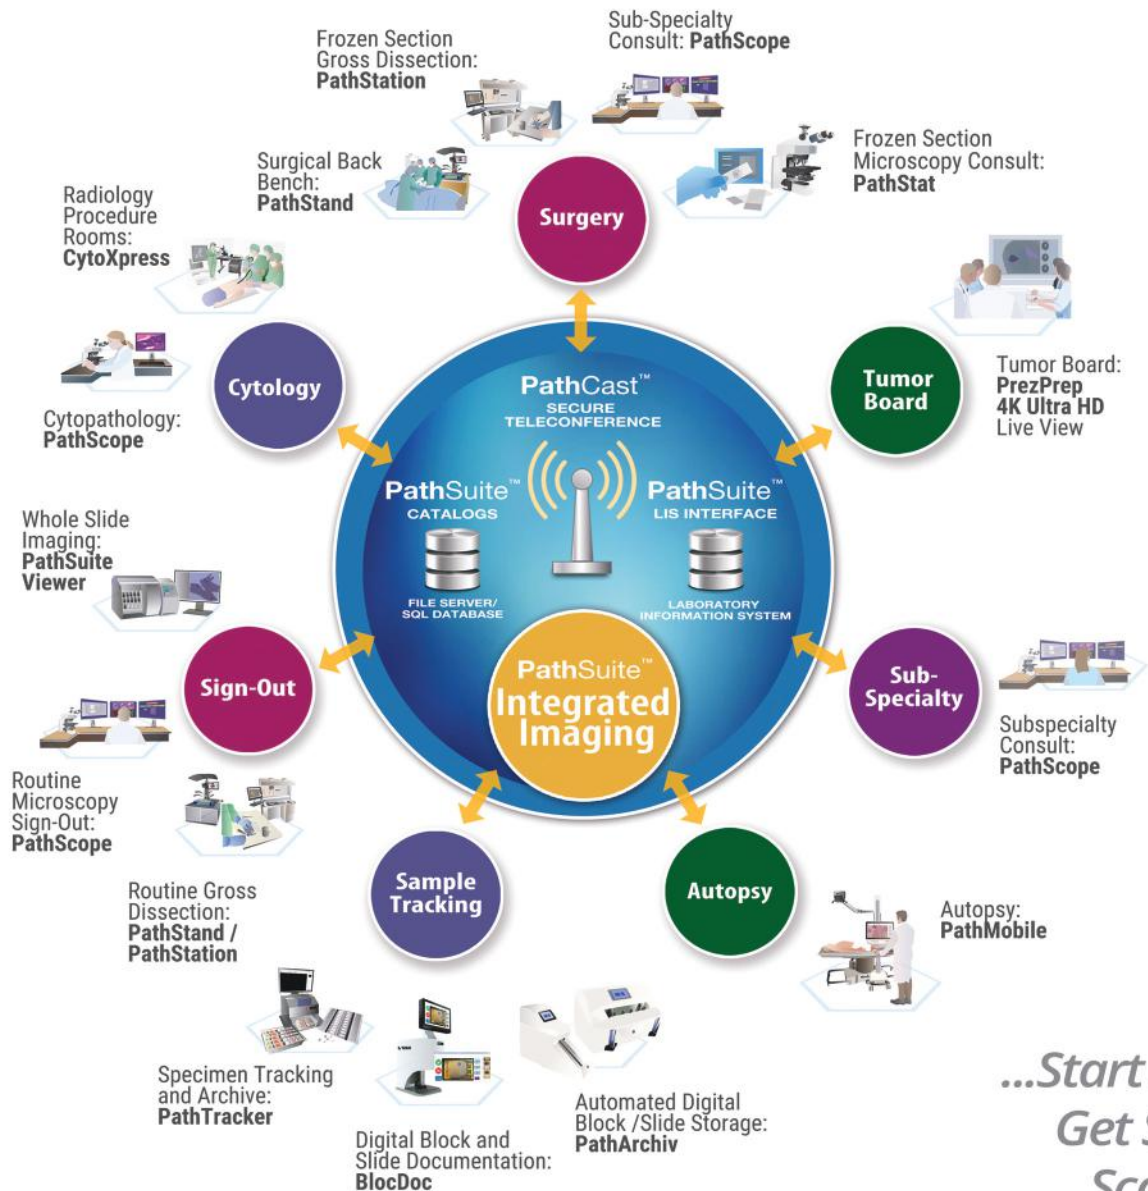 Sub-Specialty
Consult: PathScope
Frozen Section
Gross Dissection:
PathStation
Frozen Section
Microscopy Consult:
PathStat
Surgical Back
Bench:
PathStand
Radiology
Procedure
Rooms:
CytoXpress
Surgery
Cytology
Cytopathology:
PathScope
Tumor
Board
Tumor Board:
PrezPrep
4K Ultra HD
Live View
PathCast™
SECURE
TELECONFERENCE
PathSuite™
CATALOGS
FILE SERVER/
SQL DATABASE
PathSuite™
LIS INTERFACE
LABORATORY
INFORMATION SYSTEM
Whole Slide
Imaging:
PathSuite
Viewer
Sign-Out
PathSuite™
Integrated
Imaging
Sub-
Specialty
Subspecialty
Consult:
PathScope
Routine
Microscopy
Sign-Out:
PathScope
Routine Gross
Dissection:
PathStand /
PathStation
Sample
Tracking
Autopsy
Autopsy:
PathMobile
Specimen Tracking
and Archive:
PathTracker
Digital Block and
Slide Documentation:
BlocDoc
Automated Digital
Block /Slide Storage:
PathArchiv
...Start
Get